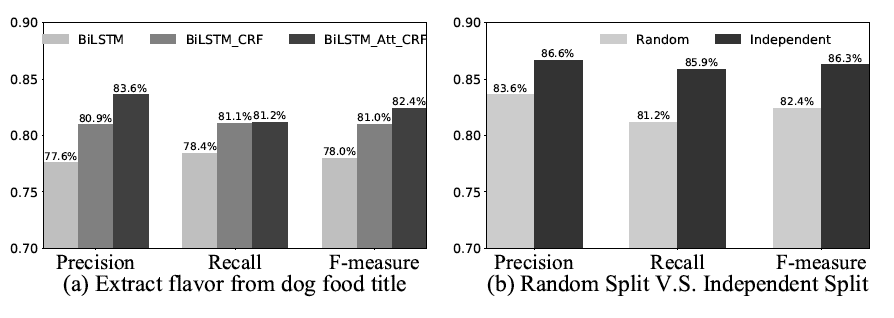 0.90
0.85
0.80
0.75
0.70
BiLSTM BiLSTM_CRF BiLSTM_Att_CRF
77.6% 80.9% 83.6%
78.4% 81.1% 81.2%
78.0% 81.0% 82.4%
Precision Recall F-measure
(a) Extract flavor from dog food title
0.90
0.85
0.80
0.75
0.70
Random Independent
83.6% 86.6%
81.2% 85.9%
82.4% 86.3%
Precision Recall F-measure
(b) Random Split V.S. Independent Split